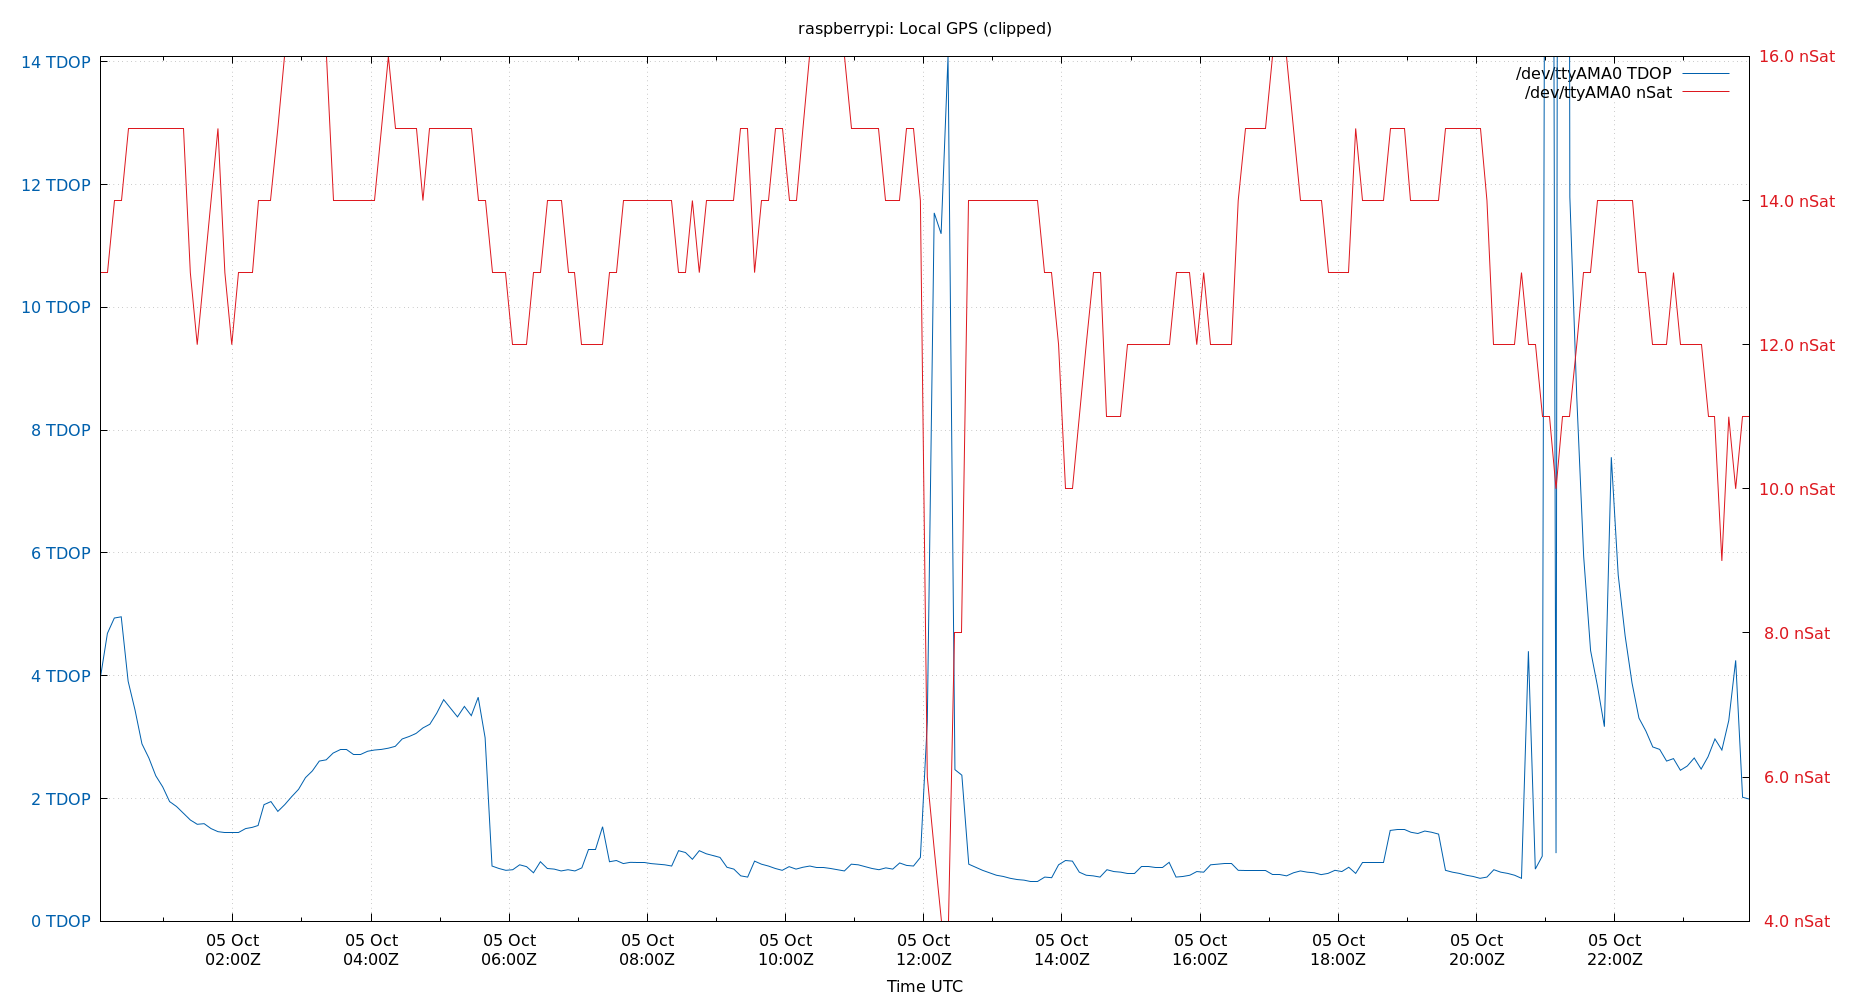 raspberrypi: Local GPS (clipped)
14 TDOP
12 TDOP
10 TDOP
8 TDOP
6 TDOP
4 TDOP
2 TDOP
0 TDOP
16.0 nSat
14.0 nSat
12.0 nSat
10.0 nSat
8.0 nSat
6.0 nSat
4.0 nSat
/dev/ttyAMA0 TDOP
/dev/ttyAMA0 nSat
05 Oct 05 Oct 05 Oct 05 Oct 05 Oct 05 Oct 05 Oct 05 Oct 05 Oct 05 Oct 05 Oct
02:00Z 04:00Z 06:00Z 08:00Z 10:00Z 12:00Z 14:00Z 16:00Z 18:00Z 20:00Z 22:00Z
Time UTC